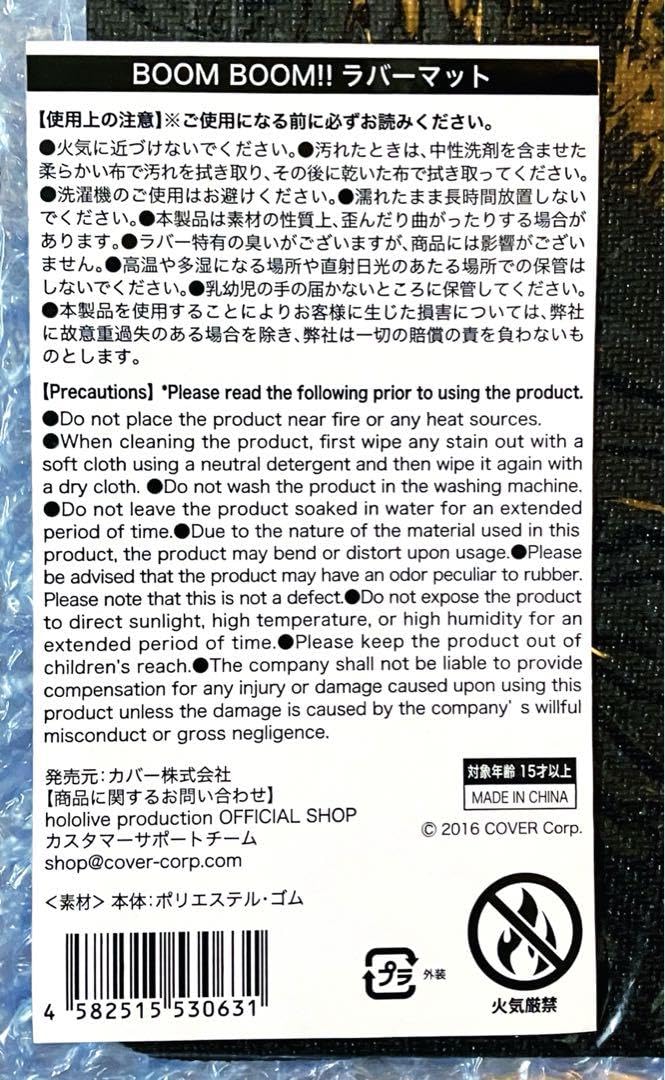 BOOM BOOM!! ラバーマット
【使用上の注意】※ご使用になる前に必ずお読みください。
●火気に近づけないでください。●汚れたときは、中性洗剤を含ませた
柔らかい布で汚れを拭き取り、その後に乾いた布で拭き取ってください。
●洗濯機のご使用はお避けください。●濡れたまま長時間放置しない
でください。●本製品は素材の性質上、歪んだり曲がったりする場合が
あります。●ラバー特有の臭いがございますが、商品には影響がござい
ません。●高温や多湿になる場所や直射日光のあたる場所での保管は
しないでください。●乳幼児の手の届かないところに保管してください。
●本製品を使用することによりお客様に生じた損害については、弊社
に故意重過失のある場合を除き、弊社は一切の賠償の責を負わないも
のとします。
【Precautions】 *Please read the following prior to using the product.
●Do not place the product near fire or any heat sources.
●When cleaning the product, first wipe any stain out with a
soft cloth using a neutral detergent and then wipe it again with
a dry cloth. ●Do not wash the product in the washing machine.
●Do not leave the product soaked in water for an extended
period of time.●Due to the nature of the material used in this
product, the product may bend or distort upon usage.●Please
be advised that the product may have an odor peculiar to rubber.
Please note that this is not a defect.●Do not expose the product
to direct sunlight, high temperature, or high humidity for an
extended period of time.●Please keep the product out of
children's reach.●The company shall not be liable to provide
compensation for any injury or damage caused upon using this
product unless the damage is caused by the company' s willful
misconduct or gross negligence.
発売元：カバー株式会社
【商品に関するお問い合わせ】
hololive production OFFICIAL SHOP
カスタマーサポートチーム
shop@cover-corp.com
対象年齢 15才以上
MADE IN CHINA
© 2016 COVER Corp.
＜素材＞ 本体：ポリエステル・ゴム
4 582515 530631
プラ 外装
火気厳禁